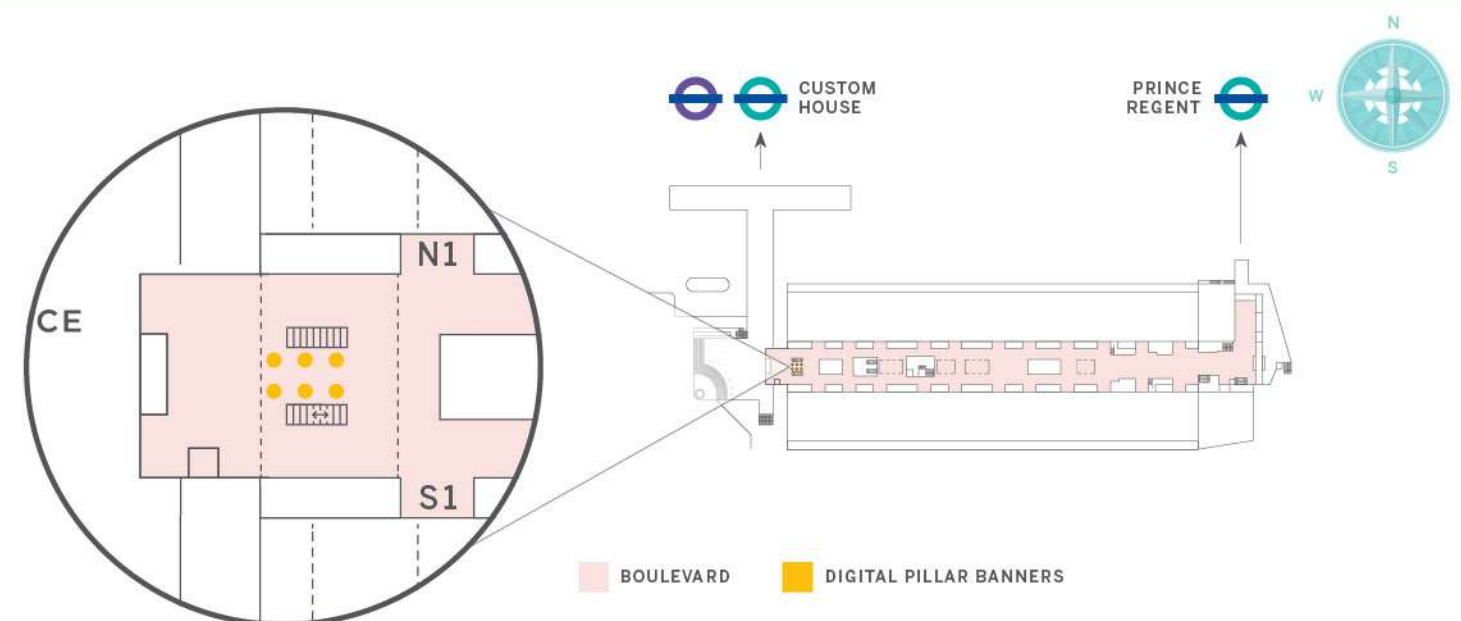 N
CUSTOM
HOUSE
PRINCE
REGENT
W
S
N1
CE
S1
BOULEVARD
DIGITAL PILLAR BANNERS